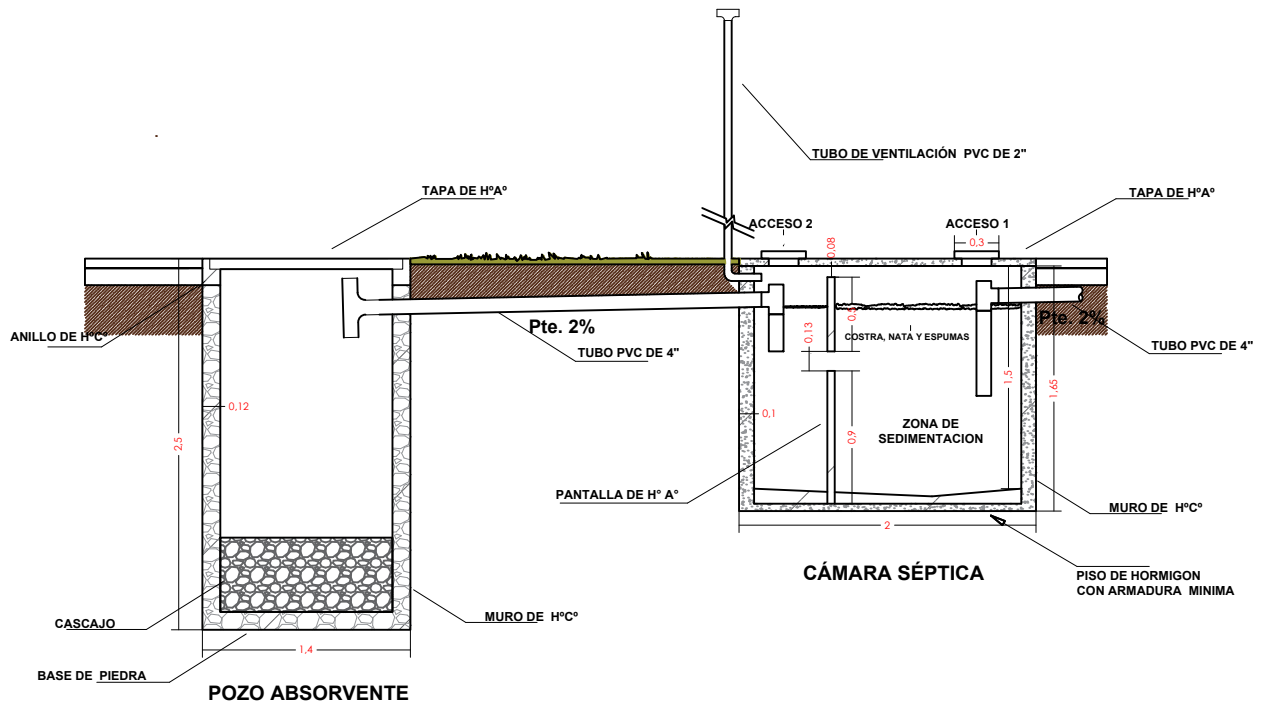 TUBO DE VENTILACIÓN PVC DE 2"
TAPA DE HºAº
TAPA DE HºAº
ACCESO 2
ACCESO 1
0,3
0,08
ANILLO DE HºCº
Pte. 2%
TUBO PVC DE 4"
0,5
0,13
COSTRA, NATA Y ESPUMAS
Pte. 2%
TUBO PVC DE 4"
0,12
2,5
0,1
0,9
1,5
1,65
ZONA DE
SEDIMENTACION
PANTALLA DE H° A°
MURO DE HºCº
2
CÁMARA SÉPTICA
PISO DE HORMIGON
CON ARMADURA MINIMA
CASCAJO
MURO DE HºCº
1,4
BASE DE PIEDRA
POZO ABSORVENTE